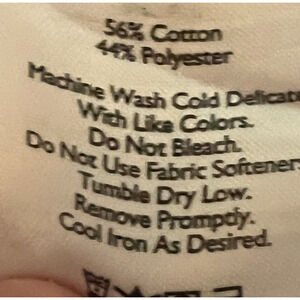 56% Cotton
44% Polyester
Machine Wash Cold Delicate
With Like Colors.
Do Not Bleach.
Do Not Use Fabric Softener.
Tumble Dry Low.
Remove Promptly.
Cool Iron As Desired.